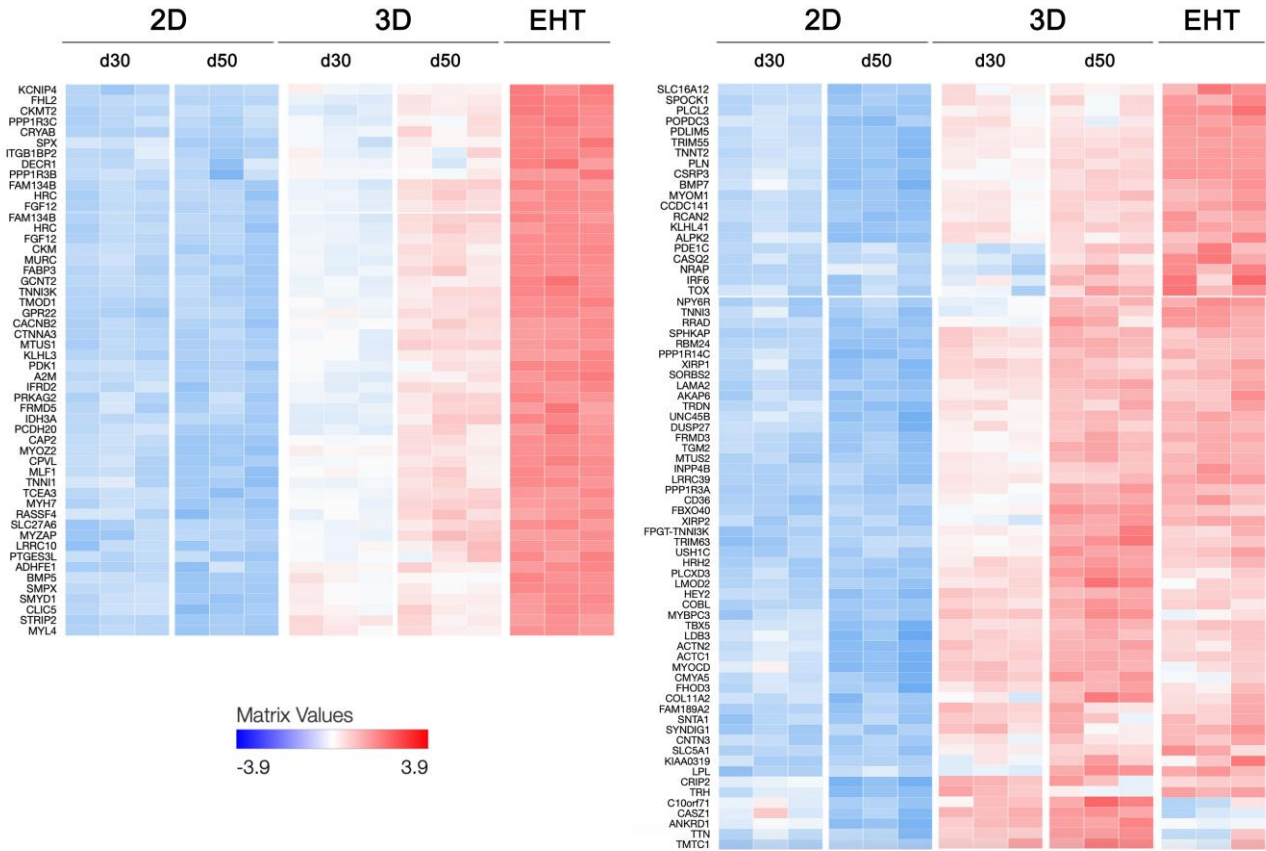 2D 3D EHT
d30 d50 d30 d50
KCNIP4
FHL2
CKMT2
PPP1R3C
CRYAB
SPX
ITGB1BP2
DECR1
PPP1R3B
FAM134B
HRC
FGF12
FAM134B
HRC
FGF12
CKM
MURC
FABP3
GCNT2
TNNI3K
TMOD1
GPR22
CACNB2
CTNNA3
MTUS1
KLHL3
PDK1
A2M
IFRD2
PRKAG2
FRMD5
IDH3A
PCDH20
CAP2
MYOZ2
CPVL
MLF1
TNNI1
TCEA3
MYH7
RASSF4
SLC27A6
MYZAP
LRRC10
PTGES3L
ADHFE1
BMP5
SMPX
SMYD1
CLIC5
STRIP2
MYL4
Matrix Values
-3.9 3.9
2D 3D EHT
d30 d50 d30 d50
SLC16A12
SPOCK1
PLCL2
POPDC3
PDLIM5
TRIM55
TNNT2
PLN
CSRP3
BMP7
MYOM1
CCDC141
RCAN2
KLHL41
ALPK2
PDE1C
CASQ2
NRAP
IRF6
TOX
NPY6R
TNNI3
RRAD
SPHKAP
RBM24
PPP1R14C
XIRP1
SORBS2
LAMA2
AKAP6
TRDN
UNC45B
DUSP27
FRMD3
TGM2
MTUS2
INPP4B
LRRC39
PPP1R3A
CD36
FBXO40
XIRP2
FPGT-TNNI3K
TRIM63
USH1C
HRH2
PLCXD3
LMOD2
HEY2
COBL
MYBPC3
TBX5
LDB3
ACTN2
ACTC1
MYOCD
CMYA5
FHOD3
COL11A2
FAM189A2
SNTA1
SYNDIG1
CNTN3
SLC5A1
KIAA0319
LPL
CRIP2
TRH
C10orf71
CASZ1
ANKRD1
TTN
TMTC1